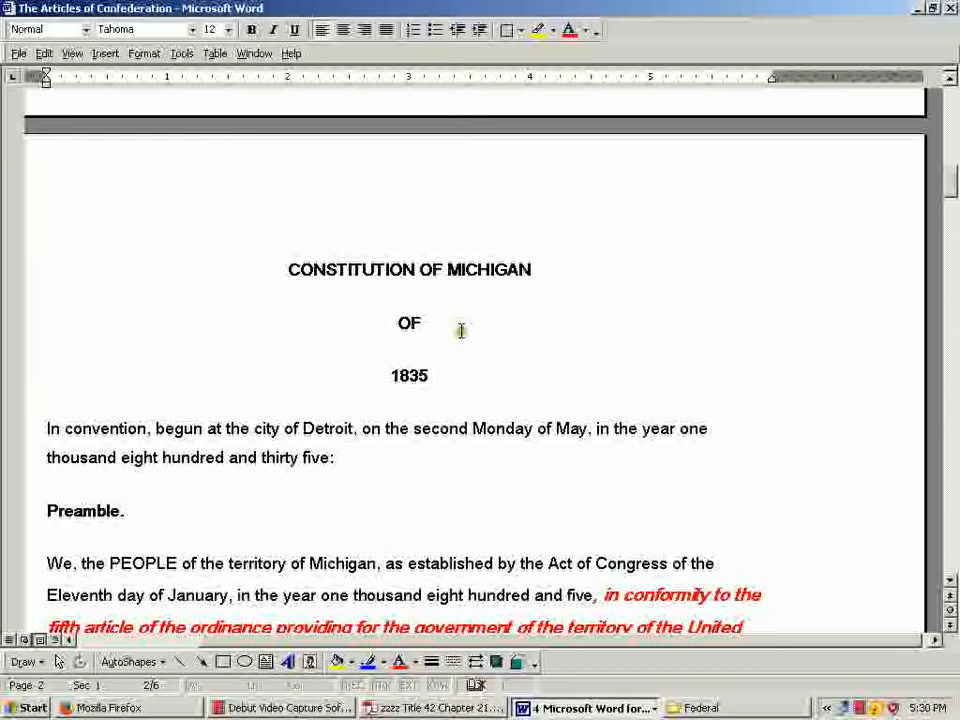 The Articles of Confederation - Microsoft Word
Normal Tahoma 12 B I U A
File Edit View Insert Format Tools Table Window Help
1 2 3 4 5
CONSTITUTION OF MICHIGAN
OF
1835
In convention, begun at the city of Detroit, on the second Monday of May, in the year one
thousand eight hundred and thirty five:
Preamble.
We, the PEOPLE of the territory of Michigan, as established by the Act of Congress of the
Eleventh day of January, in the year one thousand eight hundred and five, in conformity to the
fifth article of the ordinance providing for the government of the territory of the United
Draw AutoShapes A A
Page 2 Sec 1 2/6
Start Mozilla Firefox Debut Video Capture Sof... zzzz Title 42 Chapter 21.... 4 Microsoft Word for... Federal « 5:30 PM